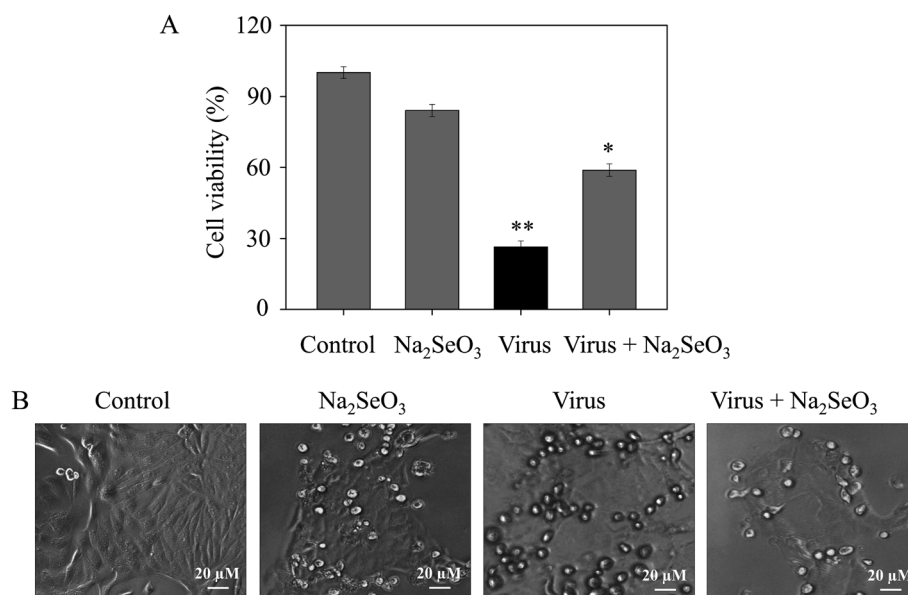 A
120
90
60
30
0
Cell viability (%)
*
**
Control Na₂SeO₃ Virus Virus + Na₂SeO₃
B
Control Na₂SeO₃ Virus Virus + Na₂SeO₃
20 μM 20 μM 20 μM 20 μM